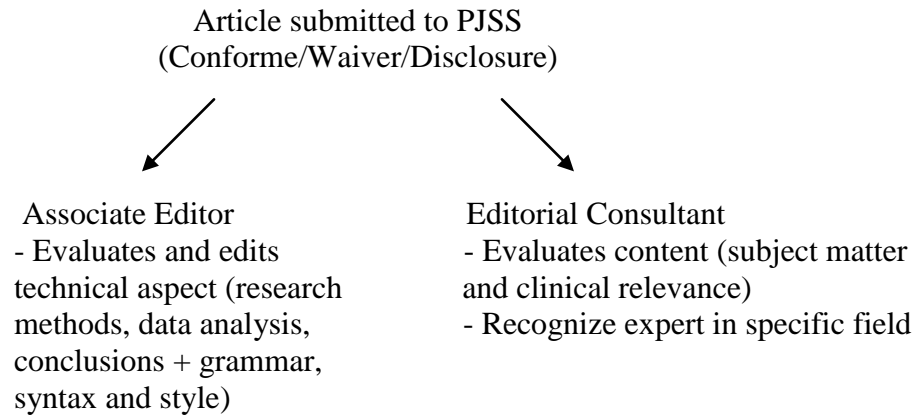 Article submitted to PJSS
(Conforme/Waiver/Disclosure)
Associate Editor
- Evaluates and edits
technical aspect (research
methods, data analysis,
conclusions + grammar,
syntax and style)
Editorial Consultant
- Evaluates content (subject matter
and clinical relevance)
- Recognize expert in specific field